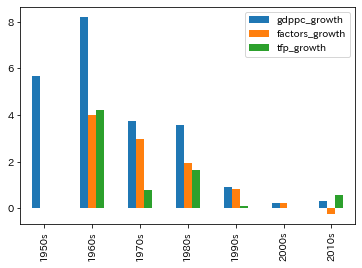 gdppc_growth
factors_growth
tfp_growth
8
6
4
2
0
1950s
1960s
1970s
1980s
1990s
2000s
2010s